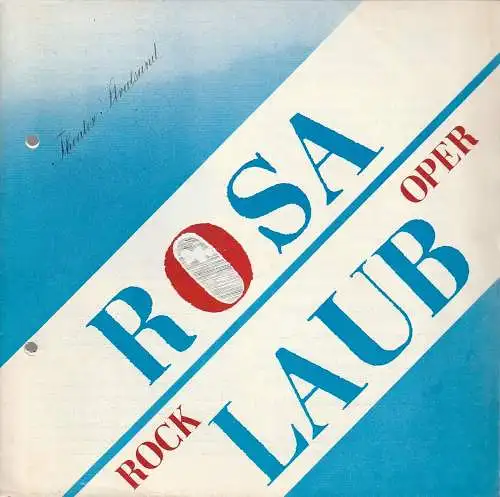 Theater Stralsund
ROSA
LAUB
ROCK
OPER